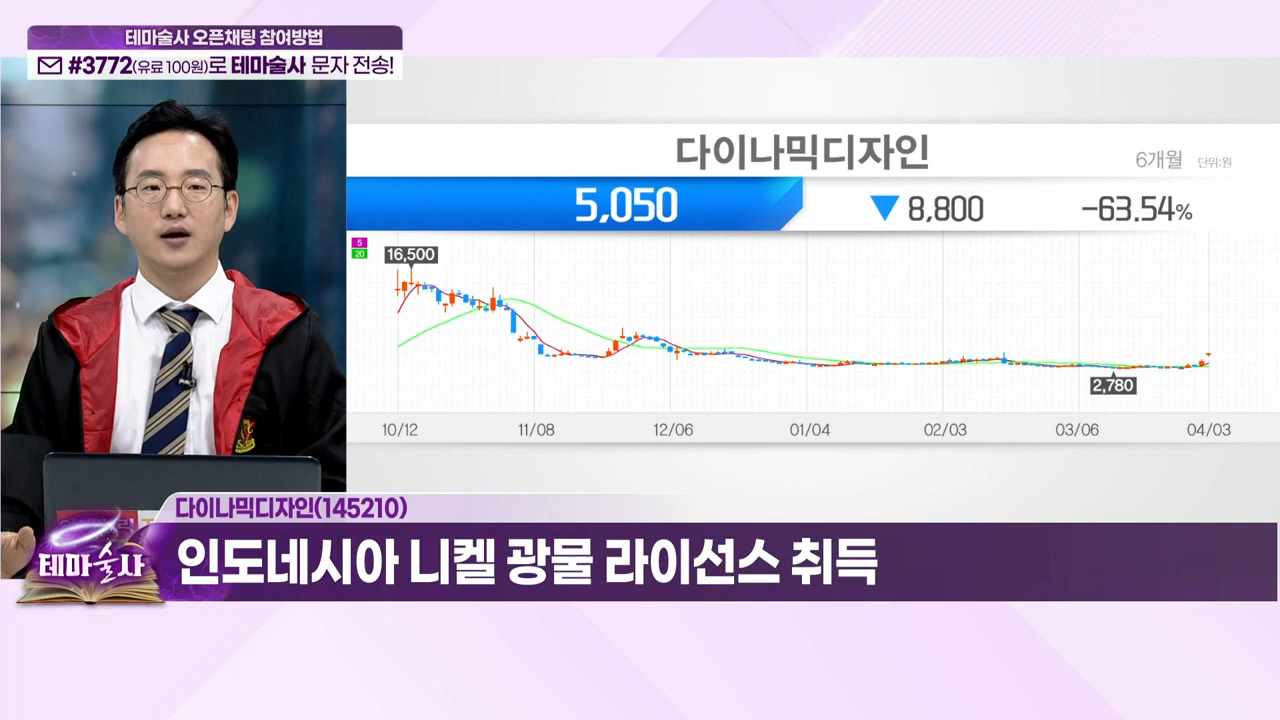 테마술사 오픈채팅 참여방법
#3772(유료 100원)로 테마술사 문자 전송!
다이나믹디자인
6개월 단위:원
5,050 ▼ 8,800 -63.54%
5
20
16,500
2,780
10/12 11/08 12/06 01/04 02/03 03/06 04/03
다이나믹디자인(145210)
테마술사
인도네시아 니켈 광물 라이선스 취득